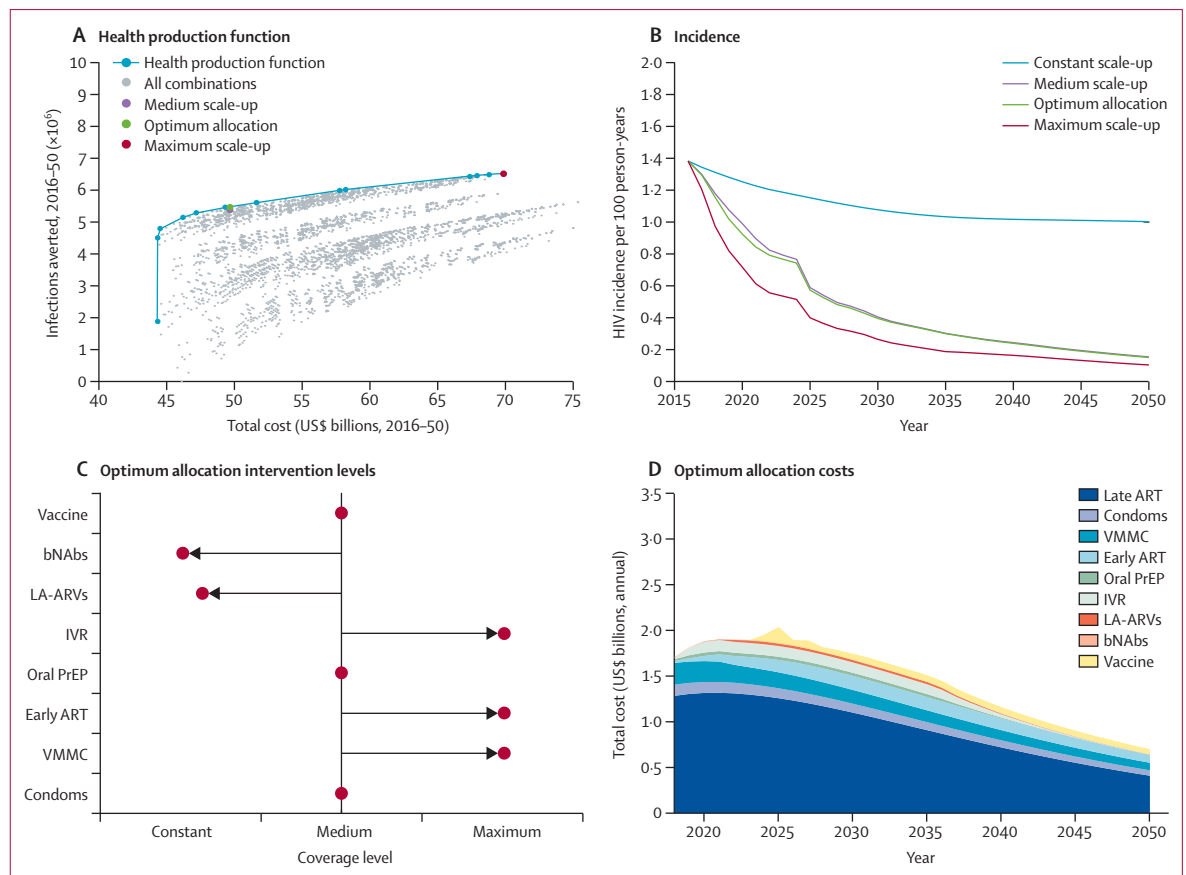 A Health production function
10
9
8
7
6
5
4
3
2
1
0
Infections averted, 2016–50 (×10⁶)
Health production function
All combinations
Medium scale-up
Optimum allocation
Maximum scale-up
40 45 50 55 60 65 70 75
Total cost (US$ billions, 2016–50)
B Incidence
2·0
1·8
1·6
1·4
1·2
1·0
0·8
0·6
0·4
0·2
0
HIV incidence per 100 person-years
Constant scale-up
Medium scale-up
Optimum allocation
Maximum scale-up
2015 2020 2025 2030 2035 2040 2045 2050
Year
C Optimum allocation intervention levels
Vaccine
bNAbs
LA-ARVs
IVR
Oral PrEP
Early ART
VMMC
Condoms
Constant Medium Maximum
Coverage level
D Optimum allocation costs
3·5
3·0
2·5
2·0
1·5
1·0
0·5
0
Total cost (US$ billions, annual)
Late ART
Condoms
VMMC
Early ART
Oral PrEP
IVR
LA-ARVs
bNAbs
Vaccine
2020 2025 2030 2035 2040 2045 2050
Year